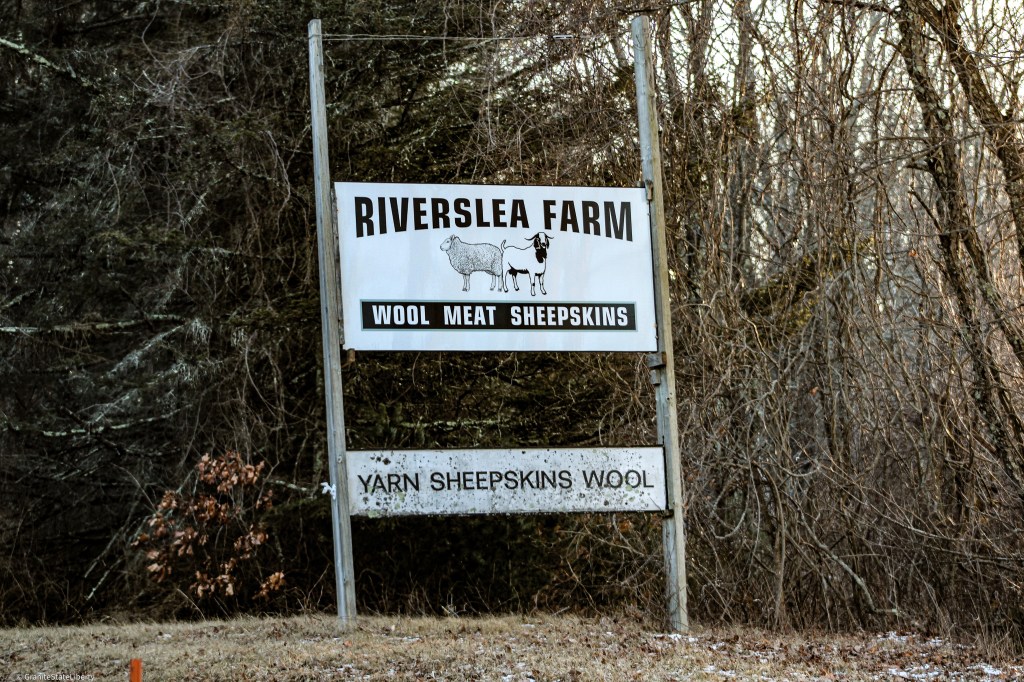 RIVERSLEA FARM
WOOL MEAT SHEEPSKINS
YARN SHEEPSKINS WOOL
© GraniteStateLiberty